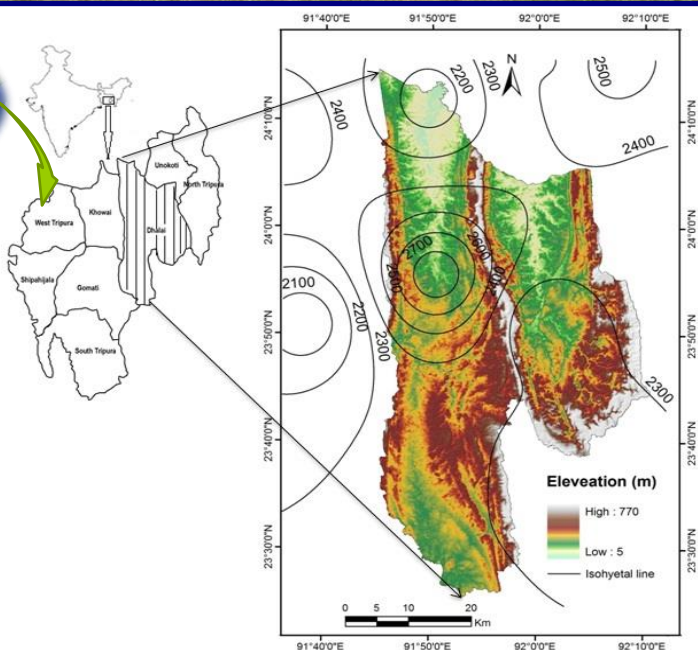 91°40'0"E 91°50'0"E 92°0'0"E 92°10'0"E
24°10'0"N
24°0'0"N
23°50'0"N
23°40'0"N
23°30'0"N
Unokoti
North Tripura
West Tripura
Khowai
Dhalai
Shipahijala
Gomati
South Tripura
N
2200
2300
2500
2400
2400
2700
2600
2100
2200
2300
2300
24°10'0"N
24°0'0"N
23°50'0"N
23°40'0"N
23°30'0"N
Eleveation (m)
High : 770
Low : 5
Isohyetal line
0 5 10 20
Km
91°40'0"E 91°50'0"E 92°0'0"E 92°10'0"E